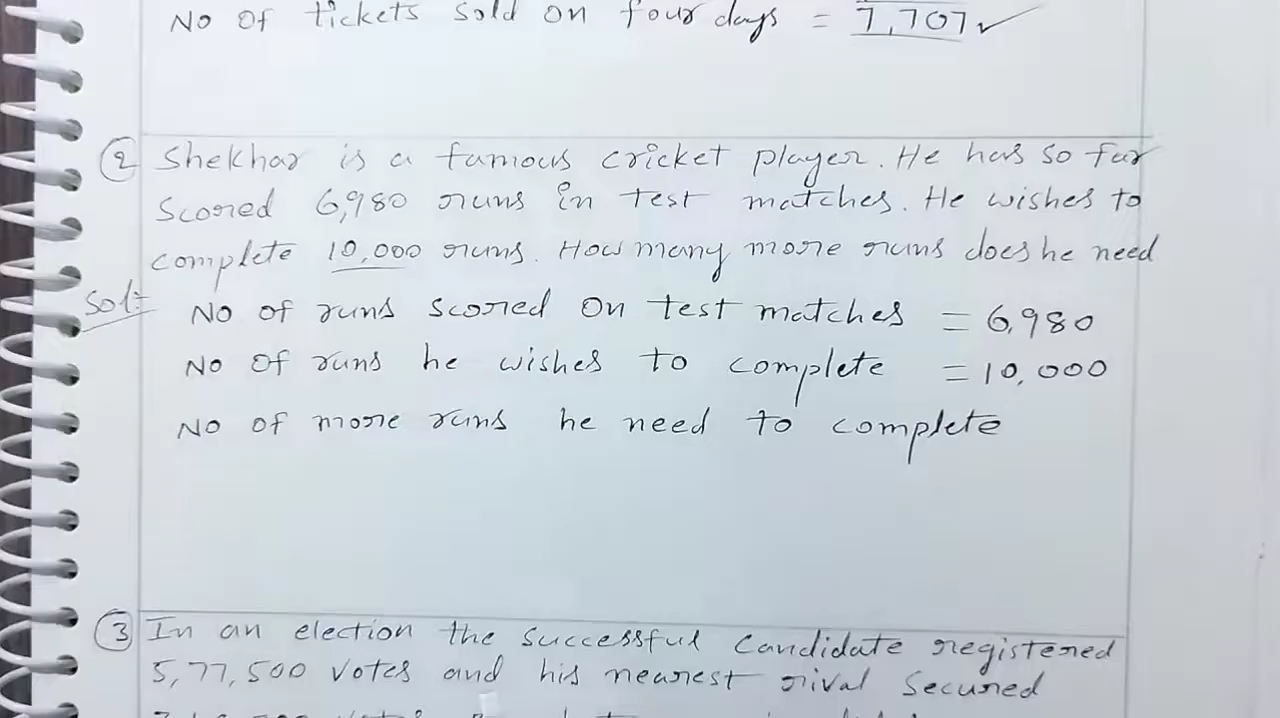 No of tickets sold on four days = 7,707 ✓
② Shekhar is a famous cricket player. He has so far
scored 6,980 runs in test matches. He wishes to
complete 10,000 runs. How many more runs does he need
Sol:- No of runs scored on test matches = 6,980
No of runs he wishes to complete = 10,000
No of more runs he need to complete
③ In an election the successful candidate registered
5,77,500 votes and his nearest rival secured